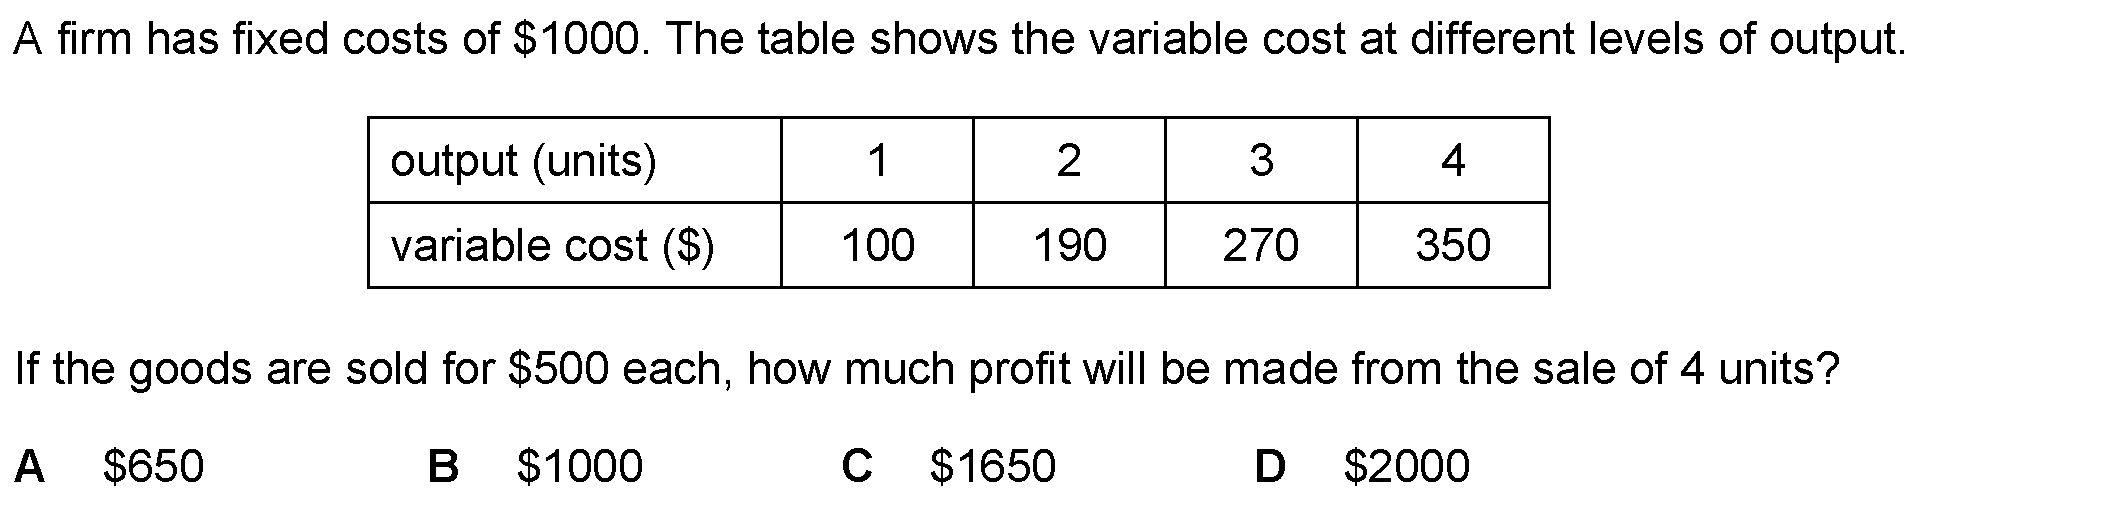 A firm has fixed costs of $1000. The table shows the variable cost at different levels of output.
output (units) 1 2 3 4
variable cost ($) 100 190 270 350
If the goods are sold for $500 each, how much profit will be made from the sale of 4 units?
A $650 B $1000 C $1650 D $2000